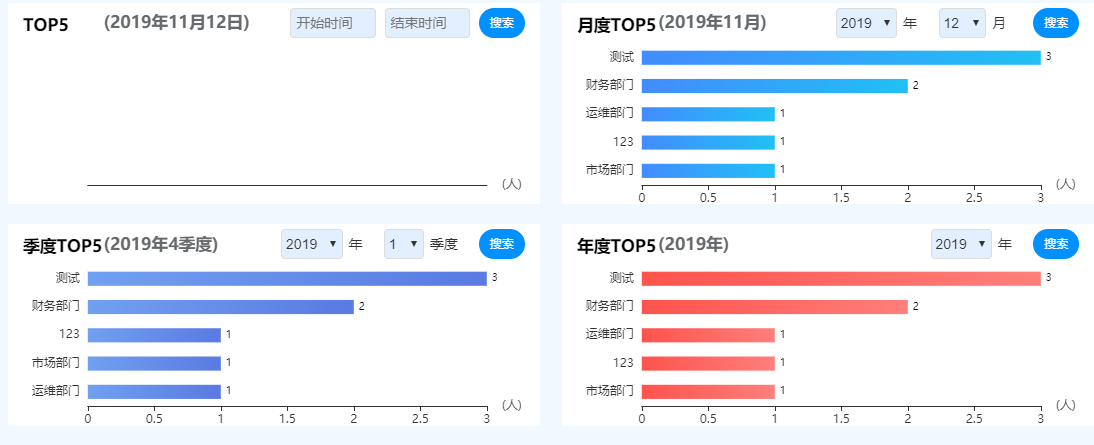 TOP5 (2019年11月12日) 开始时间 结束时间 搜索
(人)
月度TOP5 (2019年11月) 2019 年 12 月 搜索
测试 3
财务部门 2
运维部门 1
123 1
市场部门 1
(人)
0 0.5 1 1.5 2 2.5 3
季度TOP5 (2019年4季度) 2019 年 1 季度 搜索
测试 3
财务部门 2
123 1
市场部门 1
运维部门 1
(人)
0 0.5 1 1.5 2 2.5 3
年度TOP5 (2019年) 2019 年 搜索
测试 3
财务部门 2
运维部门 1
123 1
市场部门 1
(人)
0 0.5 1 1.5 2 2.5 3